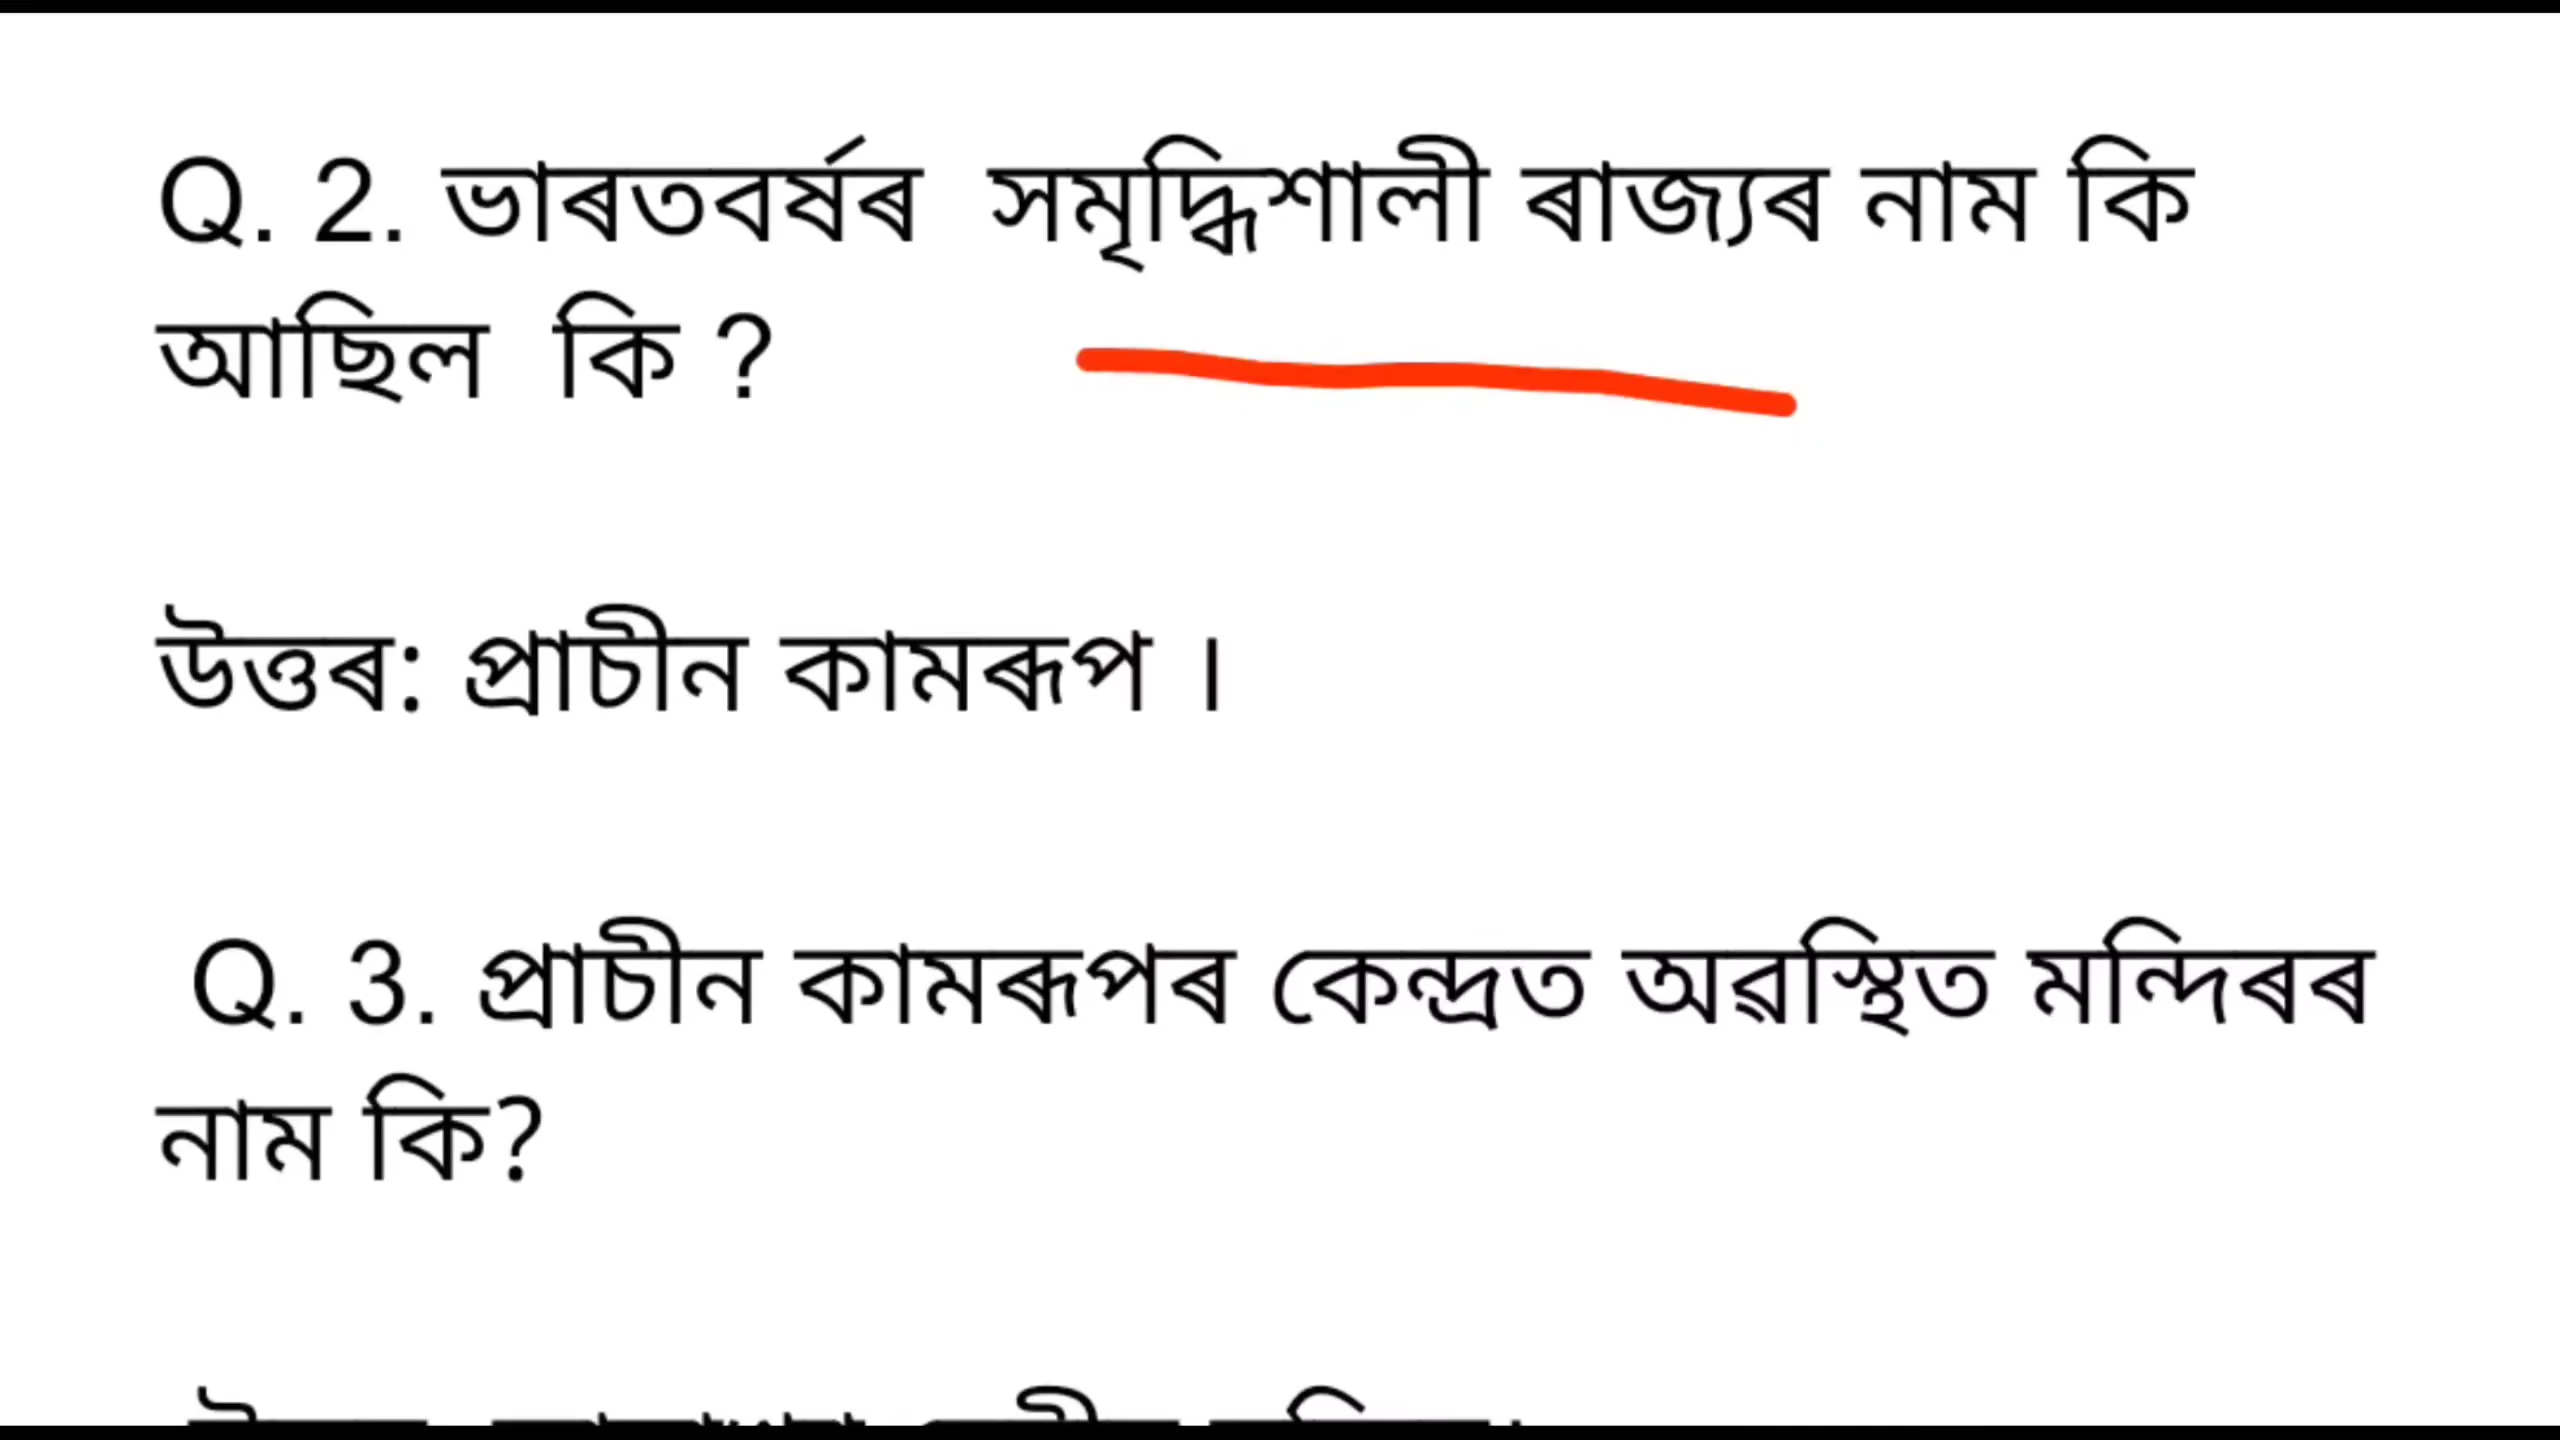 Q. 2. ভাৰতবৰ্ষৰ সমৃদ্ধিশালী ৰাজ্যৰ নাম কি
আছিল কি ?
উত্তৰ: প্ৰাচীন কামৰূপ ।
Q. 3. প্ৰাচীন কামৰূপৰ কেন্দ্ৰত অৱস্থিত মন্দিৰৰ
নাম কি?